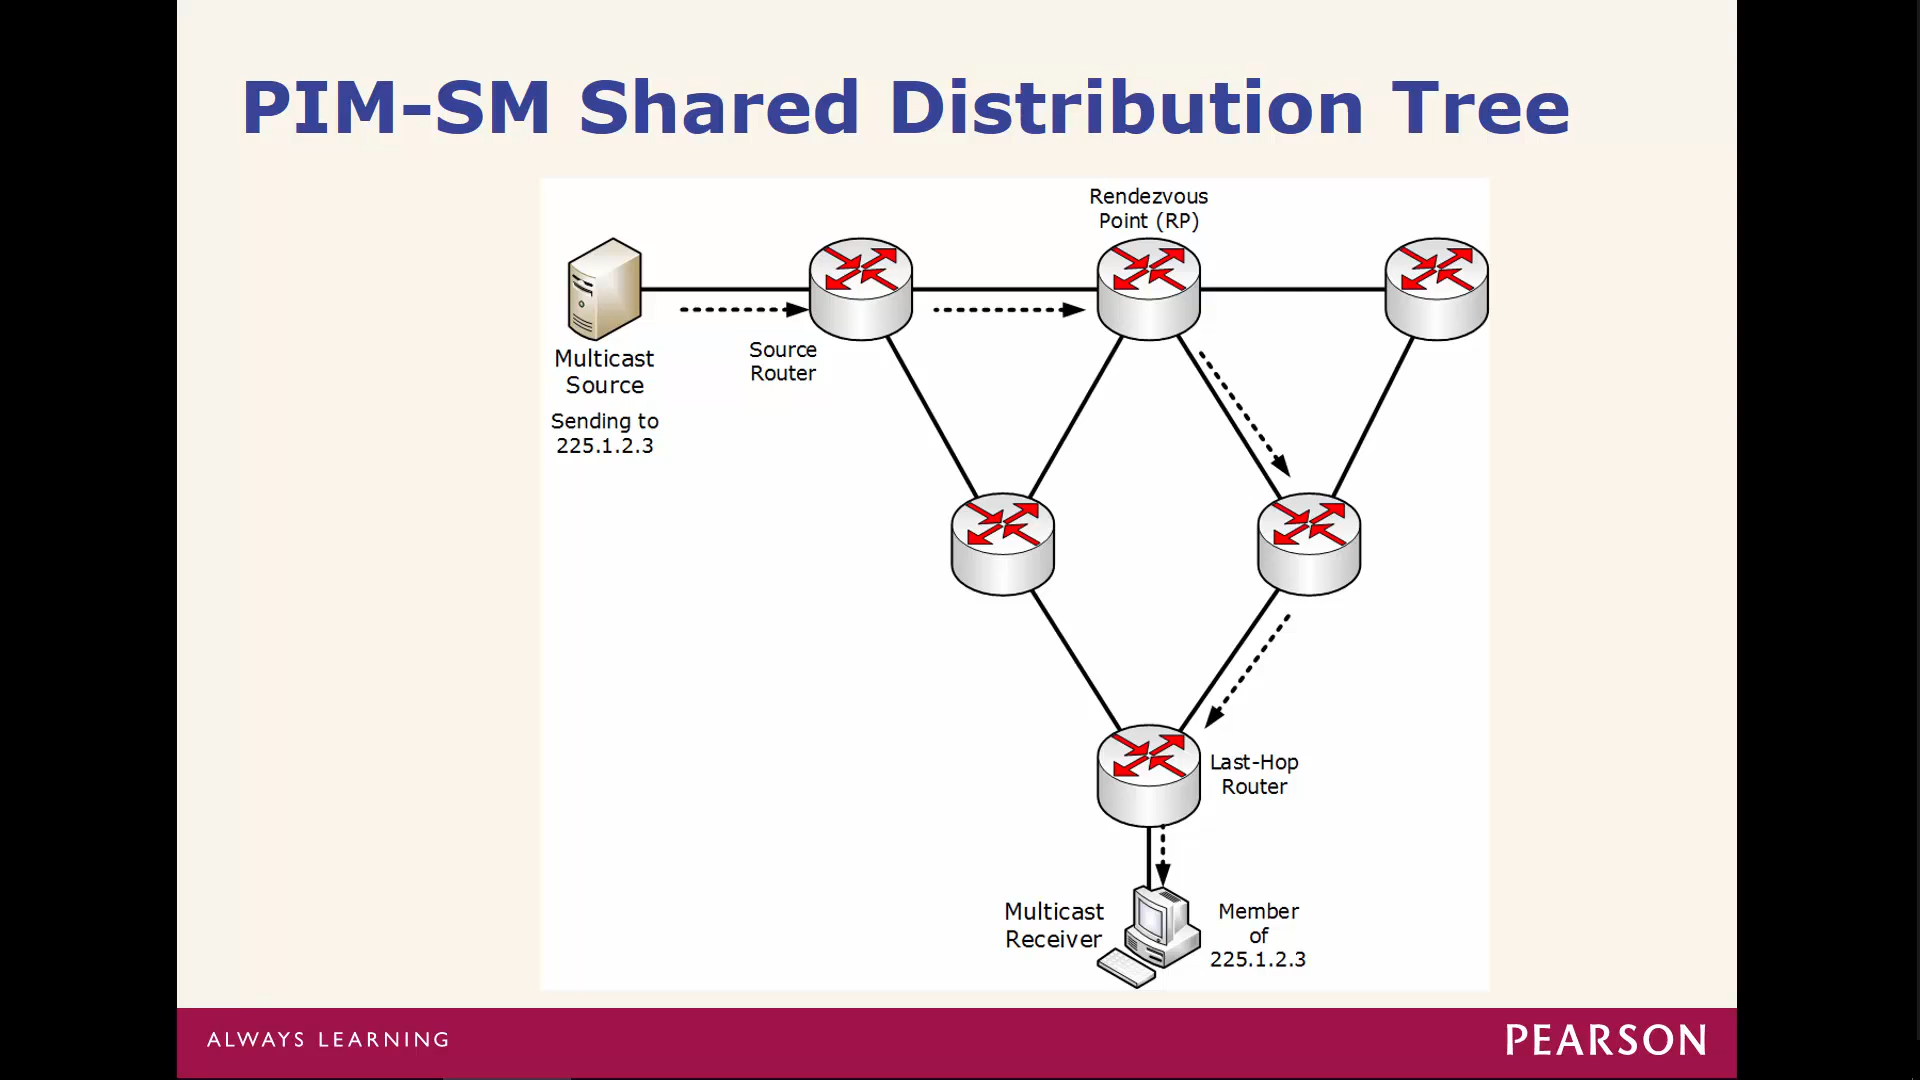 PIM-SM Shared Distribution Tree
Rendezvous
Point (RP)
Multicast
Source
Sending to
225.1.2.3
Source
Router
Last-Hop
Router
Multicast
Receiver
Member
of
225.1.2.3
ALWAYS LEARNING
PEARSON